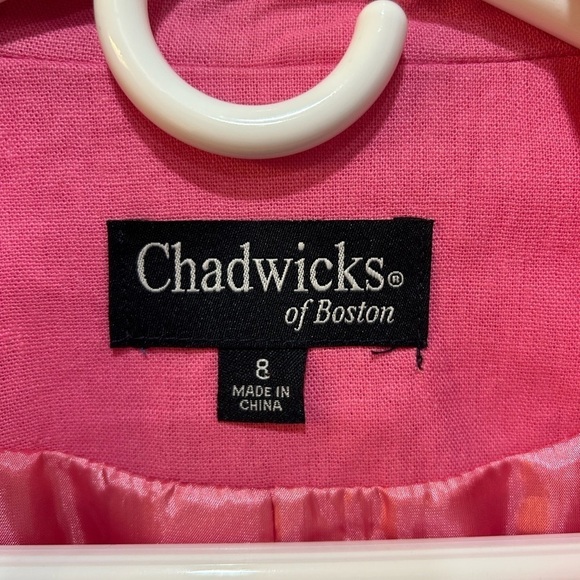 Chadwicks®
of Boston
8
MADE IN
CHINA